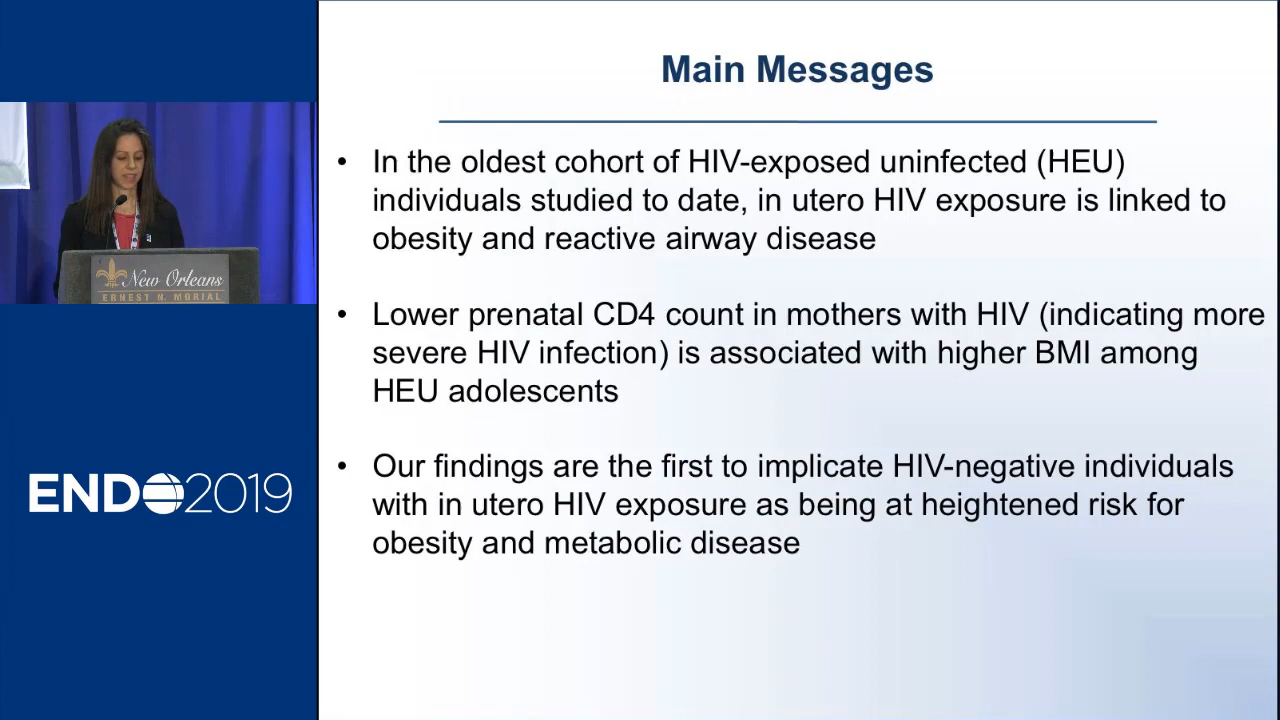 Main Messages
• In the oldest cohort of HIV-exposed uninfected (HEU)
individuals studied to date, in utero HIV exposure is linked to
obesity and reactive airway disease
• Lower prenatal CD4 count in mothers with HIV (indicating more
severe HIV infection) is associated with higher BMI among
HEU adolescents
• Our findings are the first to implicate HIV-negative individuals
with in utero HIV exposure as being at heightened risk for
obesity and metabolic disease
New Orleans
ERNEST N. MORIAL
ENDO2019